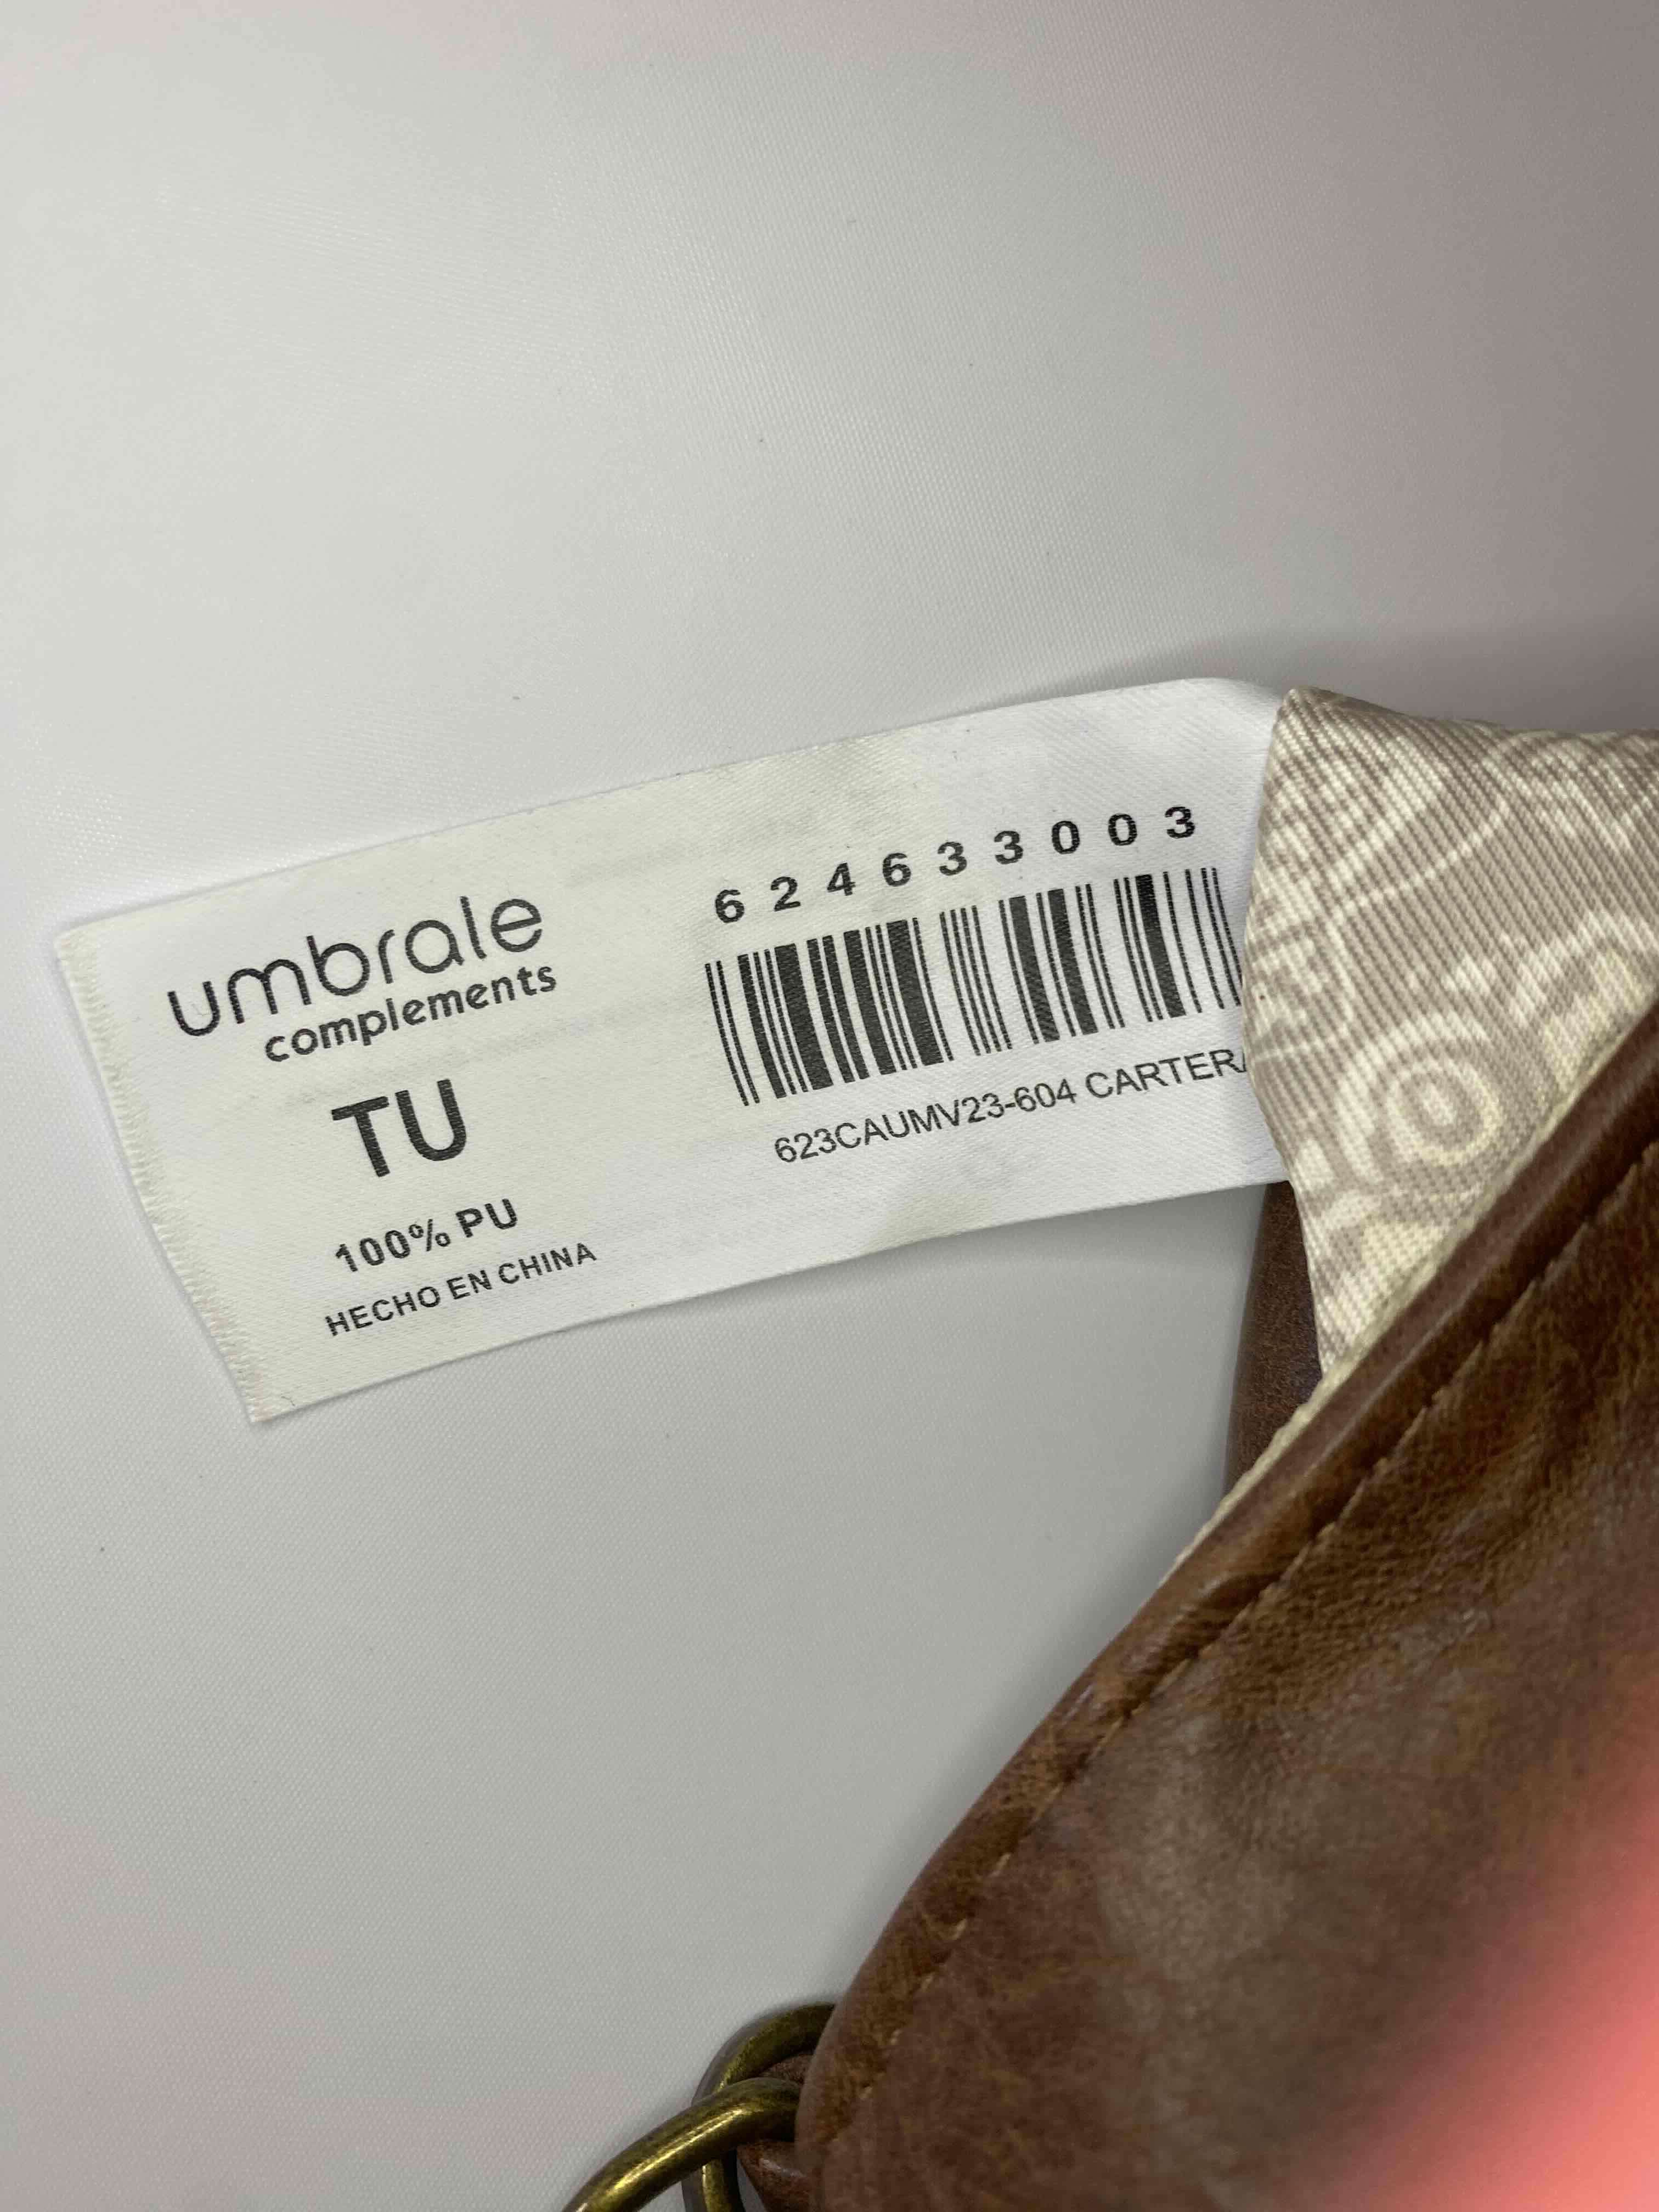 umbrale
complements
TU
100% PU
HECHO EN CHINA
6 2 4 6 3 3 0 0 3
623CAUMV23-604 CARTERA